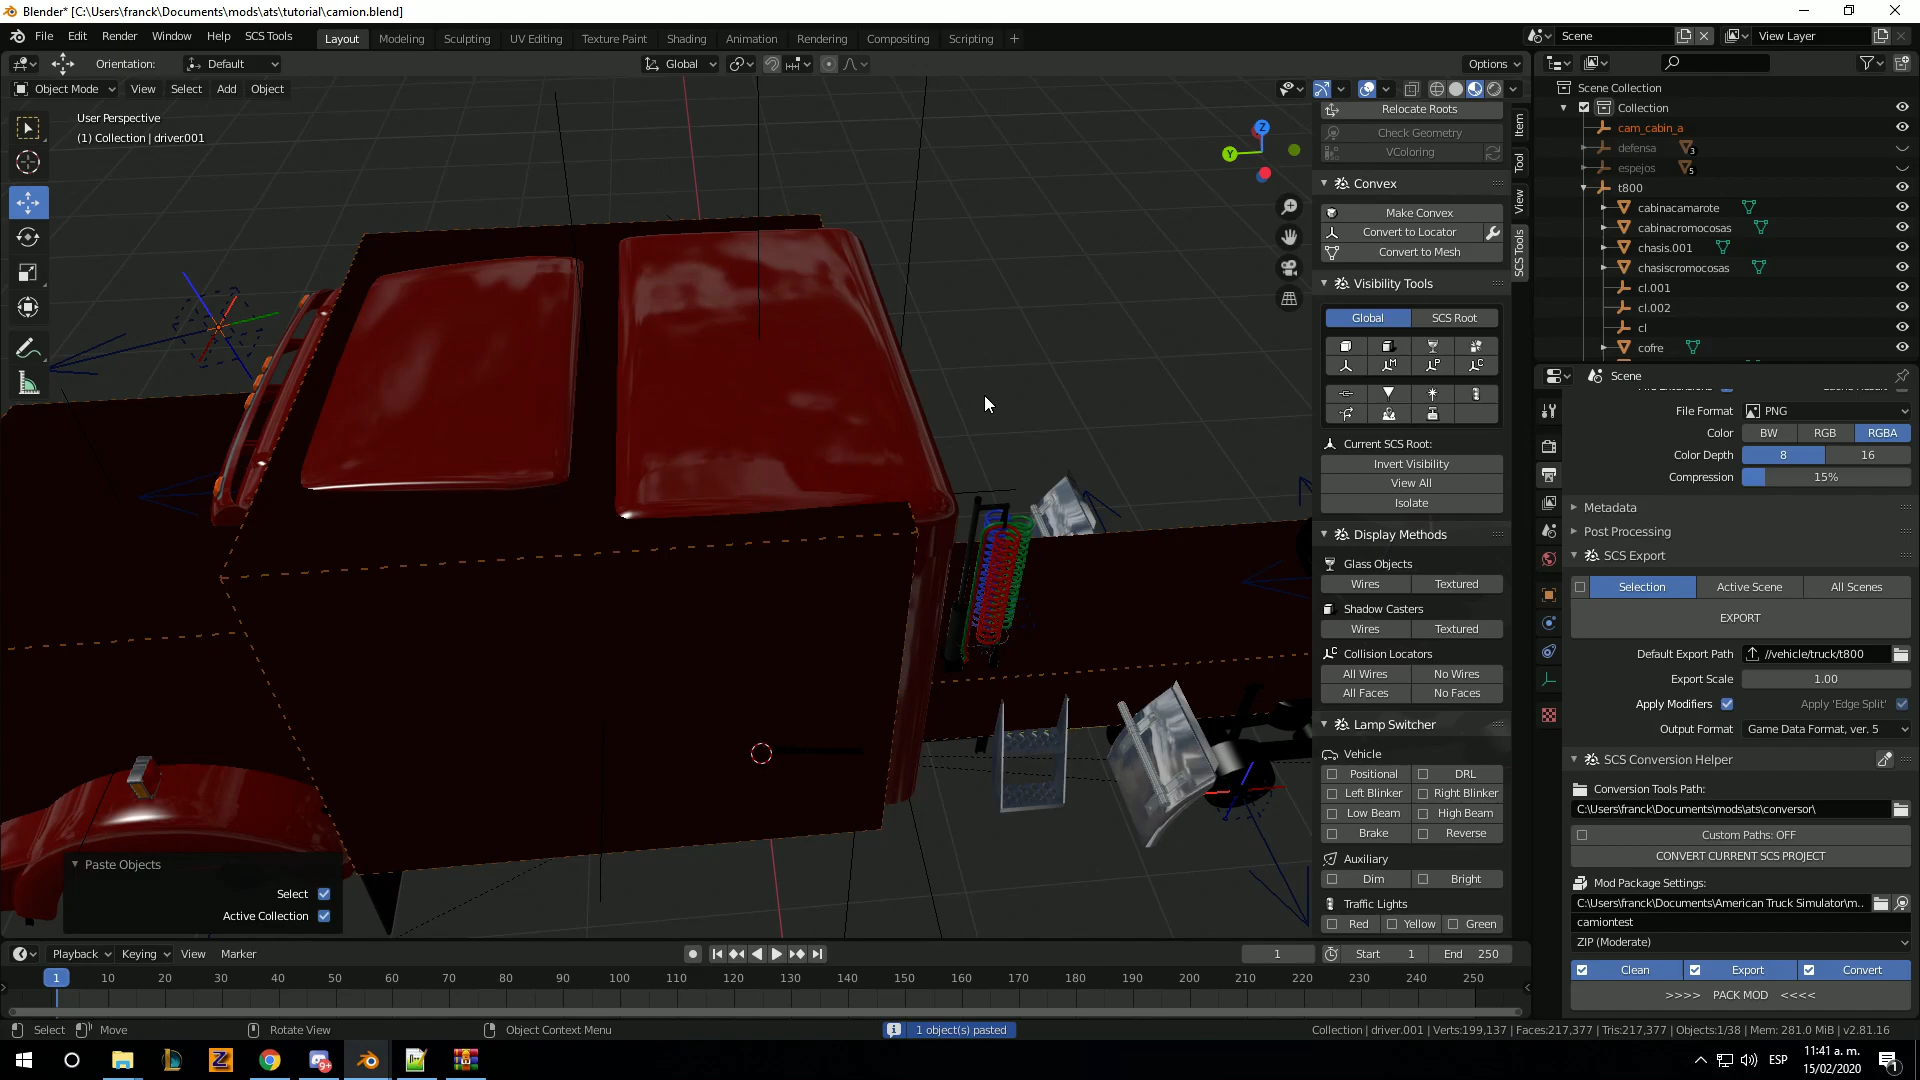 Blender* [C:\Users\franck\Documents\mods\ats\tutorial\camion.blend]
File Edit Render Window Help SCS Tools
Layout Modeling Sculpting UV Editing Texture Paint Shading Animation Rendering Compositing Scripting +
Scene
View Layer
Orientation: Default
Global
Options
Object Mode View Select Add Object
User Perspective
(1) Collection | driver.001
Z
Y
Item
Tool
View
SCS Tools
Relocate Roots
Check Geometry
VColoring
Convex
Make Convex
Convert to Locator
Convert to Mesh
Visibility Tools
Global SCS Root
Current SCS Root:
Invert Visibility
View All
Isolate
Display Methods
Glass Objects
Wires Textured
Shadow Casters
Wires Textured
Collision Locators
All Wires No Wires
All Faces No Faces
Lamp Switcher
Vehicle
Positional DRL
Left Blinker Right Blinker
Low Beam High Beam
Brake Reverse
Auxiliary
Dim Bright
Traffic Lights
Red Yellow Green
Scene Collection
Collection
cam_cabin_a
defensa 3
espejos 5
t800
cabinacamarote
cabinacromocosas
chasis.001
chasiscromocosas
cl.001
cl.002
cl
cofre
Scene
File Format PNG
Color BW RGB RGBA
Color Depth 8 16
Compression 15%
Metadata
Post Processing
SCS Export
Selection Active Scene All Scenes
EXPORT
Default Export Path //vehicle/truck/t800
Export Scale 1.00
Apply Modifiers Apply 'Edge Split'
Output Format Game Data Format, ver. 5
SCS Conversion Helper
Conversion Tools Path:
C:\Users\franck\Documents\mods\ats\conversor\
Custom Paths: OFF
CONVERT CURRENT SCS PROJECT
Mod Package Settings:
C:\Users\franck\Documents\American Truck Simulator\m..
camiontest
ZIP (Moderate)
Clean Export Convert
>>>> PACK MOD <<<<
Paste Objects
Select
Active Collection
Playback Keying View Marker
1 Start 1 End 250
1 10 20 30 40 50 60 70 80 90 100 110 120 130 140 150 160 170 180 190 200 210 220 230 240 250
Select Move Rotate View Object Context Menu
1 object(s) pasted
Collection | driver.001 | Verts:199,137 | Faces:217,377 | Tris:217,377 | Objects:1/38 | Mem: 281.0 MiB | v2.81.16
ESP
11:41 a. m.
15/02/2020